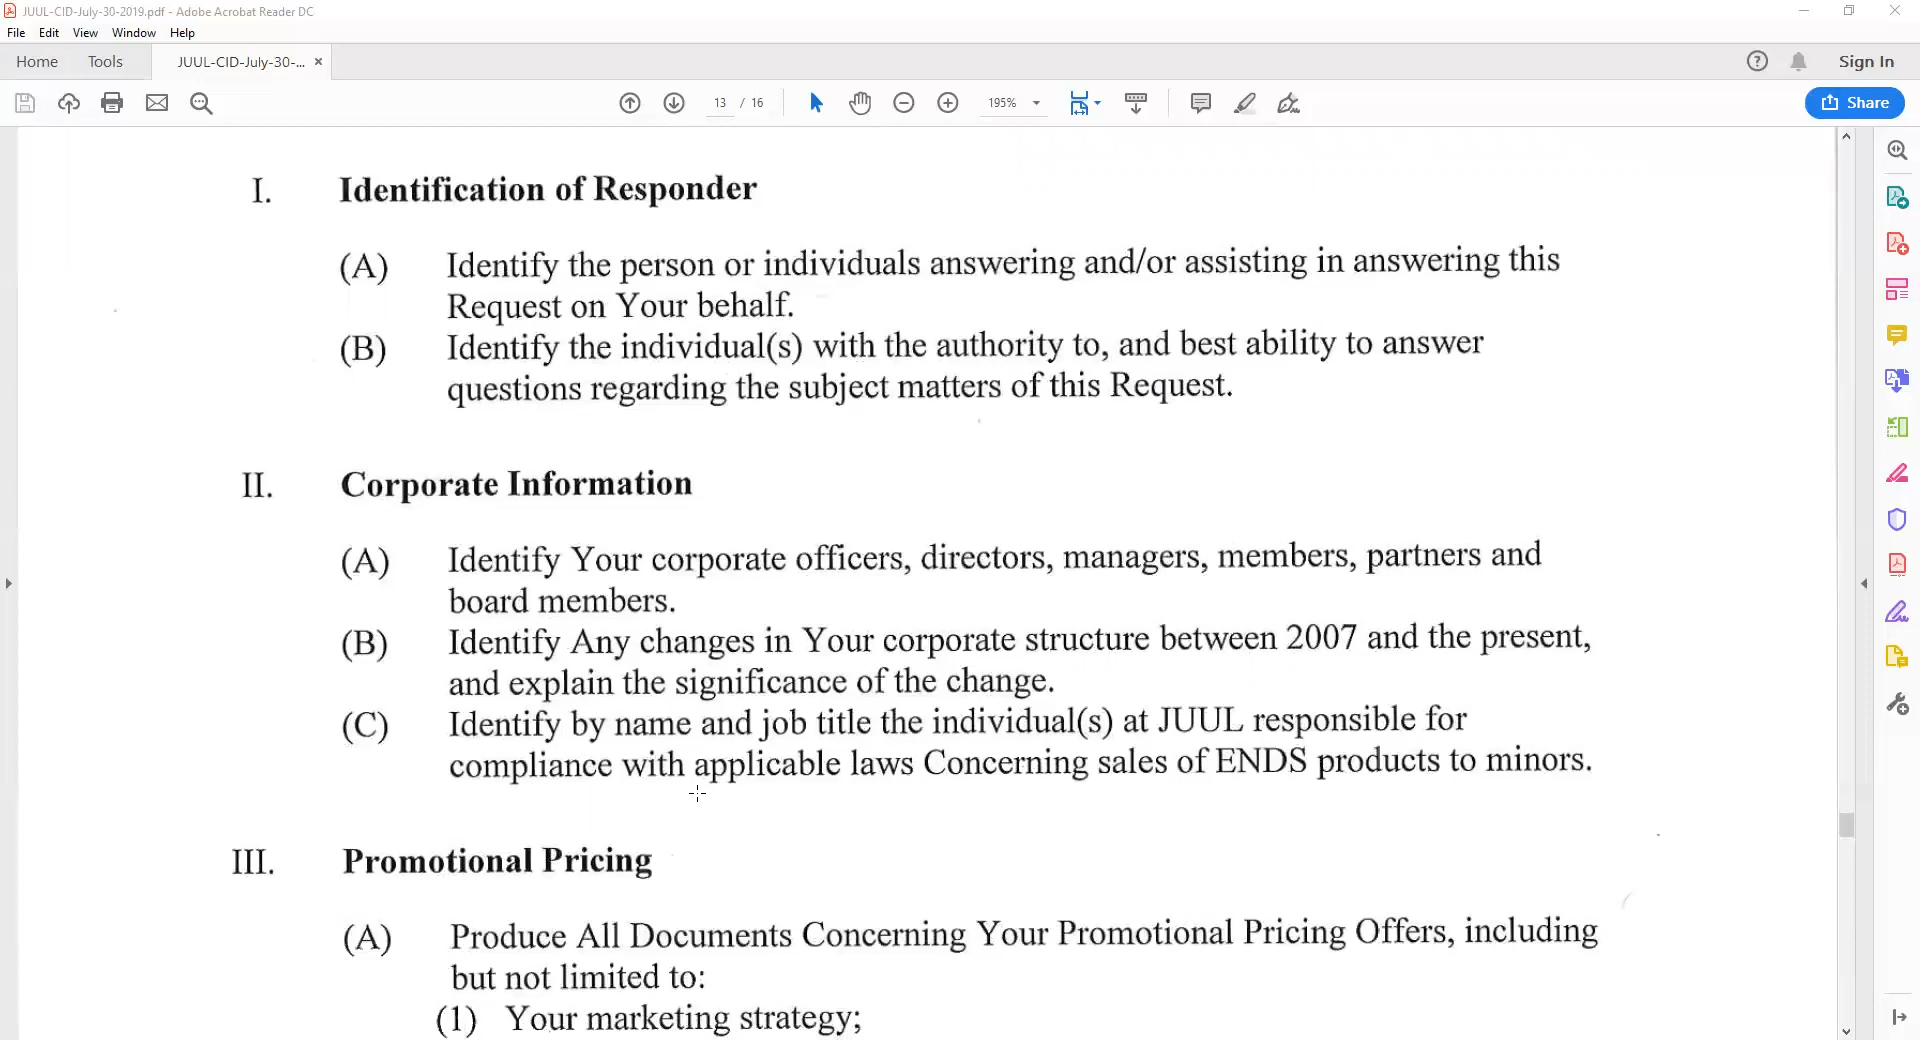 JUUL-CID-July-30-2019.pdf - Adobe Acrobat Reader DC
File Edit View Window Help
Home Tools JUUL-CID-July-30-... × Sign In
13 / 16 195% Share
I. Identification of Responder
(A) Identify the person or individuals answering and/or assisting in answering this
Request on Your behalf.
(B) Identify the individual(s) with the authority to, and best ability to answer
questions regarding the subject matters of this Request.
II. Corporate Information
(A) Identify Your corporate officers, directors, managers, members, partners and
board members.
(B) Identify Any changes in Your corporate structure between 2007 and the present,
and explain the significance of the change.
(C) Identify by name and job title the individual(s) at JUUL responsible for
compliance with applicable laws Concerning sales of ENDS products to minors.
III. Promotional Pricing
(A) Produce All Documents Concerning Your Promotional Pricing Offers, including
but not limited to:
(1) Your marketing strategy;